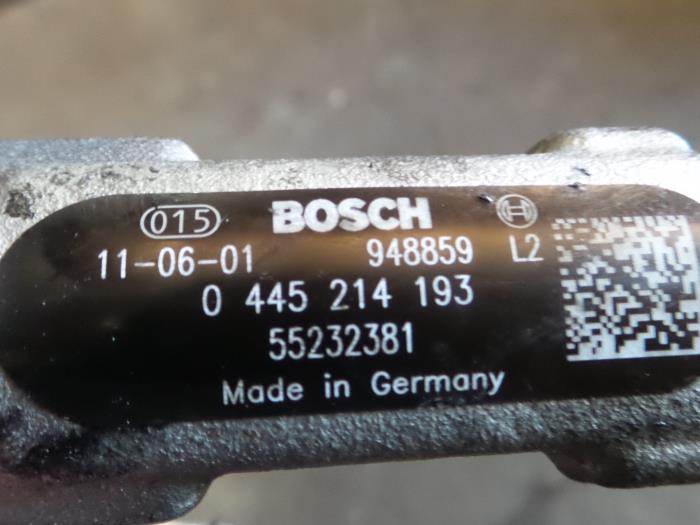 015 BOSCH
11-06-01 948859 L2
0 445 214 193
55232381
Made in Germany